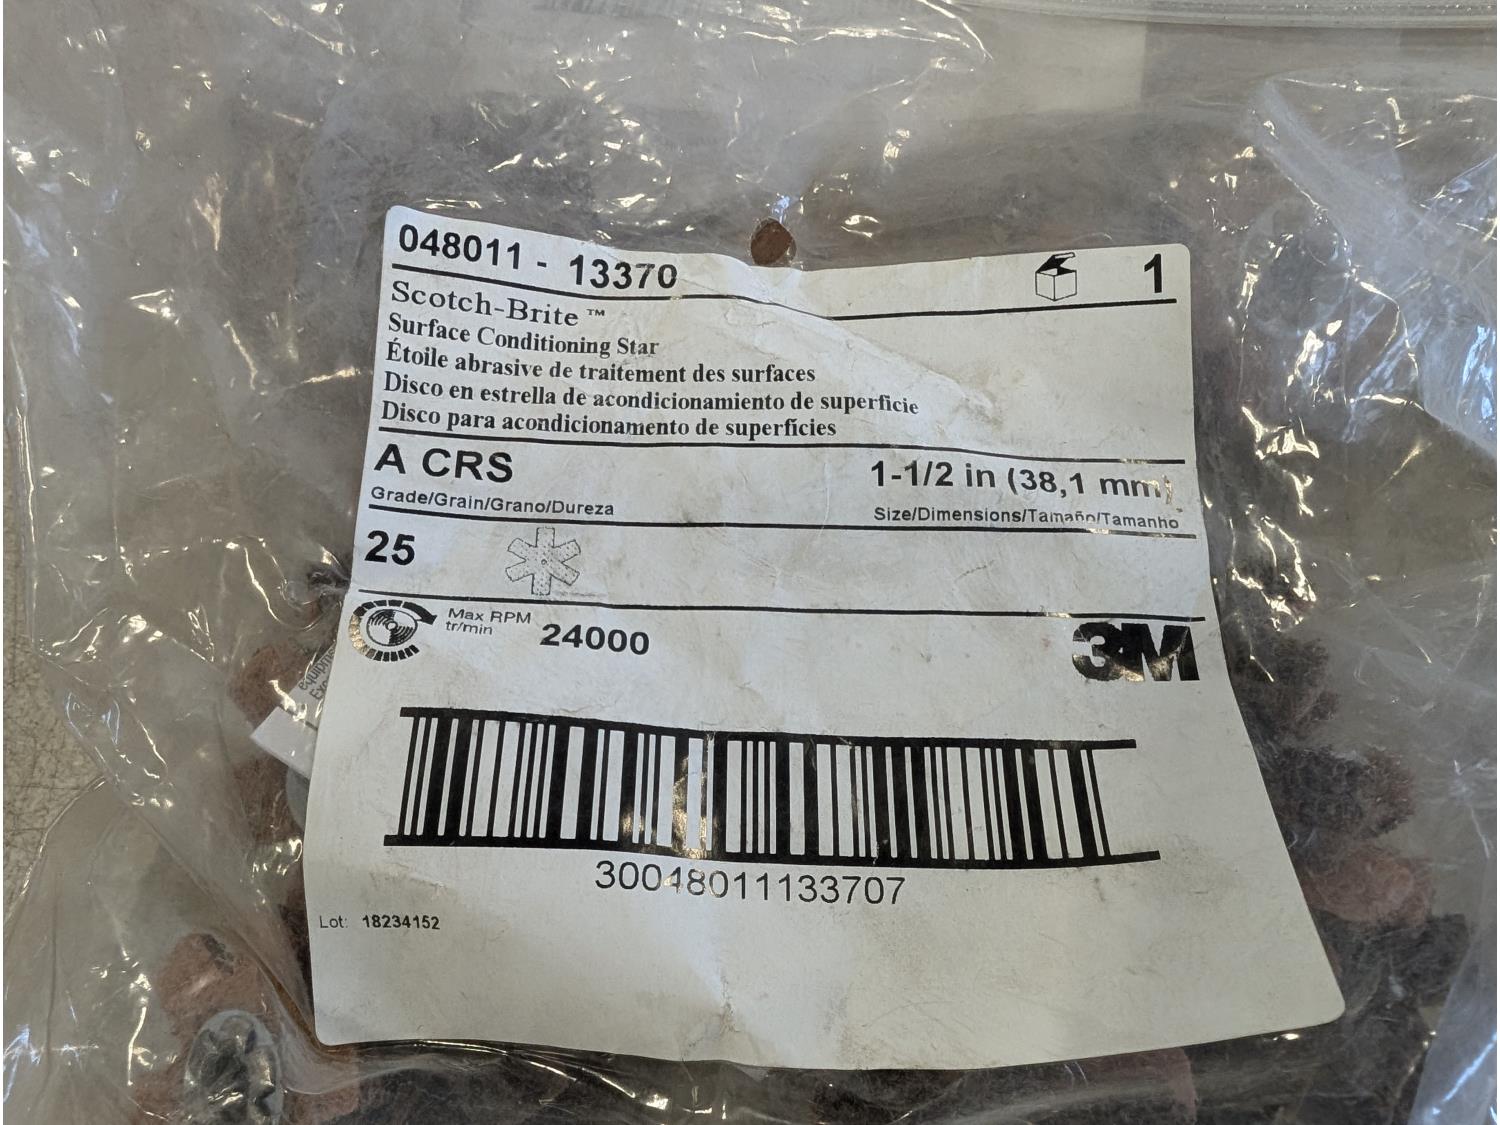 048011 - 13370
1
Scotch-Brite ™
Surface Conditioning Star
Étoile abrasive de traitement des surfaces
Disco en estrella de acondicionamiento de superficie
Disco para acondicionamento de superfícies
A CRS
1-1/2 in (38,1 mm)
Grade/Grain/Grano/Dureza
Size/Dimensions/Tamaño/Tamanho
25
Max RPM
tr/min
24000
3M
30048011133707
Lot: 18234152